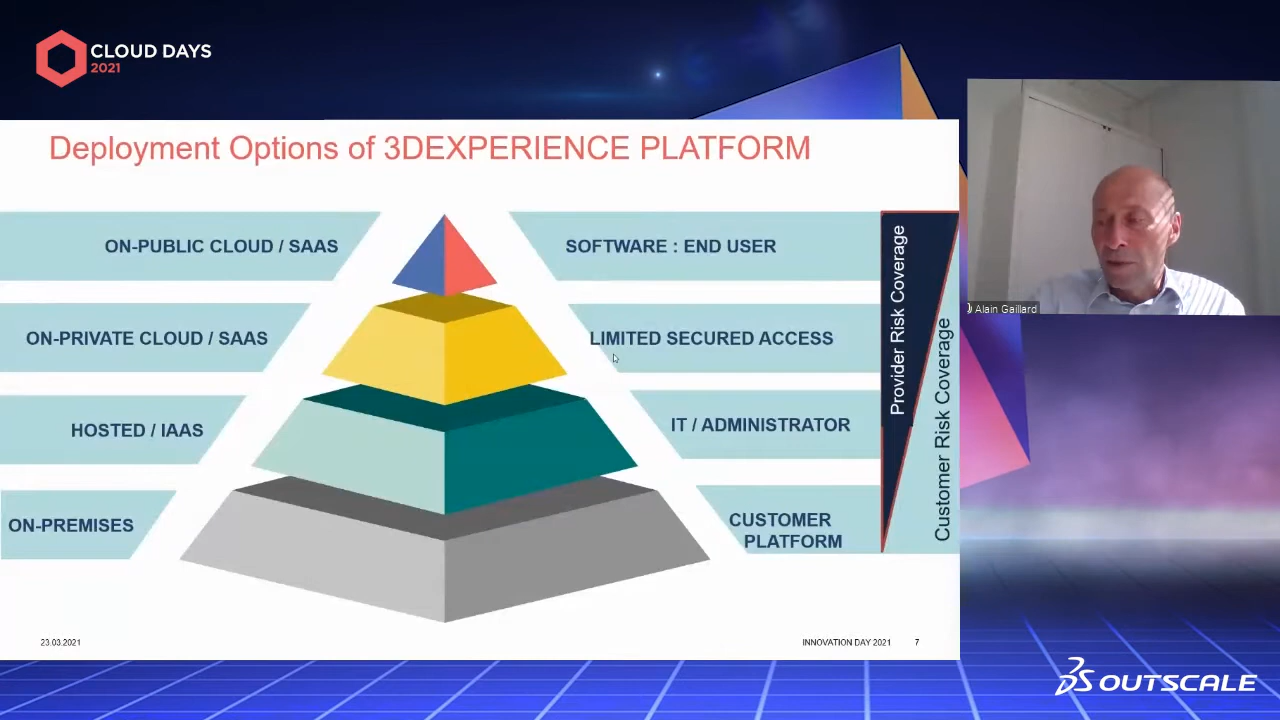 CLOUD DAYS
2021
Deployment Options of 3DEXPERIENCE PLATFORM
ON-PUBLIC CLOUD / SAAS
SOFTWARE : END USER
ON-PRIVATE CLOUD / SAAS
LIMITED SECURED ACCESS
HOSTED / IAAS
IT / ADMINISTRATOR
ON-PREMISES
CUSTOMER
PLATFORM
Provider Risk Coverage
Customer Risk Coverage
Alain Gaillard
23.03.2021
INNOVATION DAY 2021
7
OUTSCALE